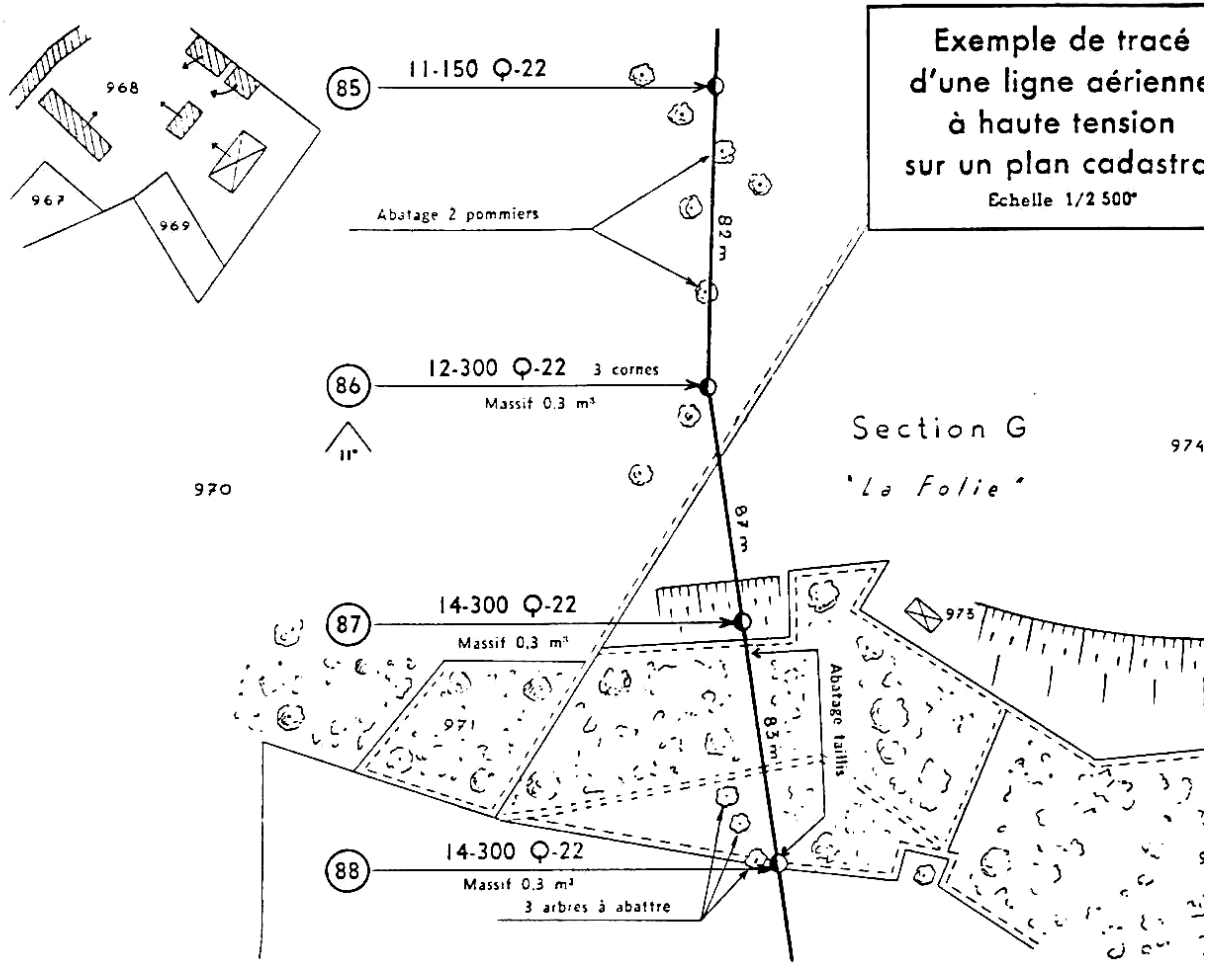 Exemple de tracé
d'une ligne aérienne
à haute tension
sur un plan cadastra
Echelle 1/2 500°
968
967
969
85
11-150 Q-22
Abatage 2 pommiers
82 m
86
12-300 Q-22 3 cornes
Massif 0.3 m³
11°
970
Section G
974
"La Folie"
87 m
87
14-300 Q-22
Massif 0,3 m³
973
971
Abatage taillis
83 m
88
14-300 Q-22
Massif 0.3 m³
3 arbres à abattre